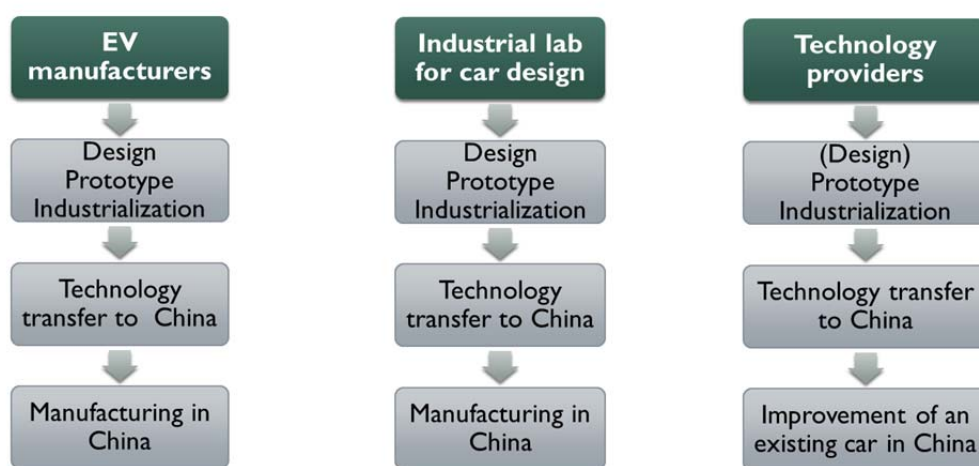 EV
manufacturers
Design
Prototype
Industrialization
Technology
transfer to China
Manufacturing in
China
Industrial lab
for car design
Design
Prototype
Industrialization
Technology
transfer to China
Manufacturing in
China
Technology
providers
(Design)
Prototype
Industrialization
Technology transfer
to China
Improvement of an
existing car in China